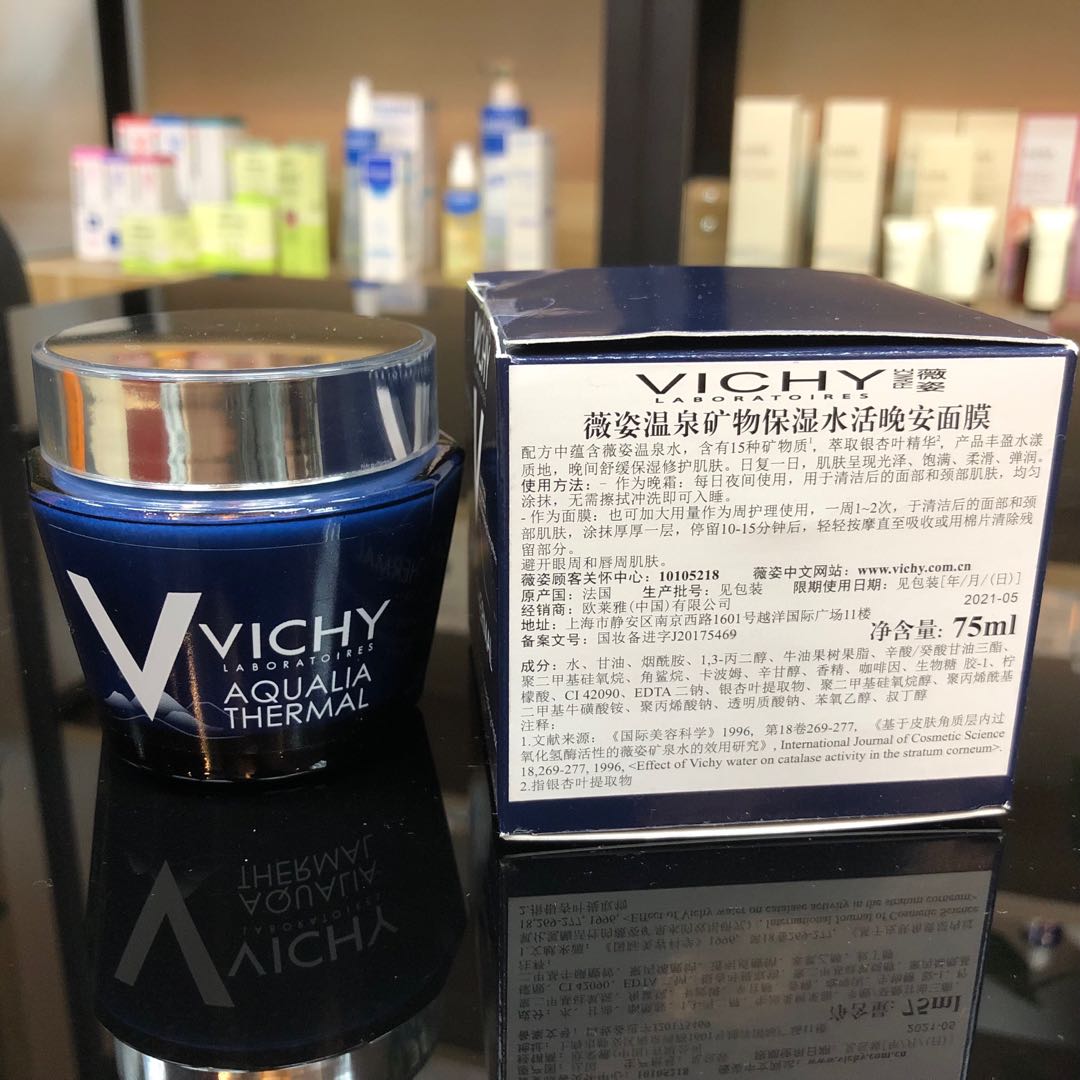 VICHY
LABORATOIRES
AQUALIA
THERMAL
VICHY 薇姿
LABORATOIRES
薇姿温泉矿物保湿水活晚安面膜
配方中蕴含薇姿温泉水，含有15种矿物质¹，萃取银杏叶精华²，产品丰盈水漾
质地，晚间舒缓保湿修护肌肤。日复一日，肌肤呈现光泽、饱满、柔滑、弹润。
使用方法：- 作为晚霜：每日夜间使用，用于清洁后的面部和颈部肌肤，均匀
涂抹，无需擦拭冲洗即可入睡。
- 作为面膜：也可加大用量作为周护理使用，一周1~2次，于清洁后的面部和颈
部肌肤，涂抹厚厚一层，停留10-15分钟后，轻轻按摩直至吸收或用棉片清除残
留部分。
避开眼周和唇周肌肤。
薇姿顾客关怀中心：10105218 薇姿中文网站：www.vichy.com.cn
原产国：法国 生产批号：见包装 限期使用日期：见包装[年/月/(日)]
经销商：欧莱雅(中国)有限公司 2021-05
地址：上海市静安区南京西路1601号越洋国际广场11楼
备案文号：国妆备进字J20175469 净含量：75ml
成分：水、甘油、烟酰胺、1,3-丙二醇、牛油果树果脂、辛酸/癸酸甘油三酯、
聚二甲基硅氧烷、角鲨烷、卡波姆、辛甘醇、香精、咖啡因、生物糖 胶-1、柠
檬酸、CI 42090、EDTA 二钠、银杏叶提取物、聚二甲基硅氧烷醇、聚丙烯酰基
二甲基牛磺酸铵、聚丙烯酸钠、透明质酸钠、苯氧乙醇、叔丁醇
注释：
1.文献来源：《国际美容科学》1996, 第18卷269-277, 《基于皮肤角质层内过
氧化氢酶活性的薇姿矿泉水的效用研究》, International Journal of Cosmetic Science
18,269-277, 1996, <Effect of Vichy water on catalase activity in the stratum corneum>.
2.指银杏叶提取物